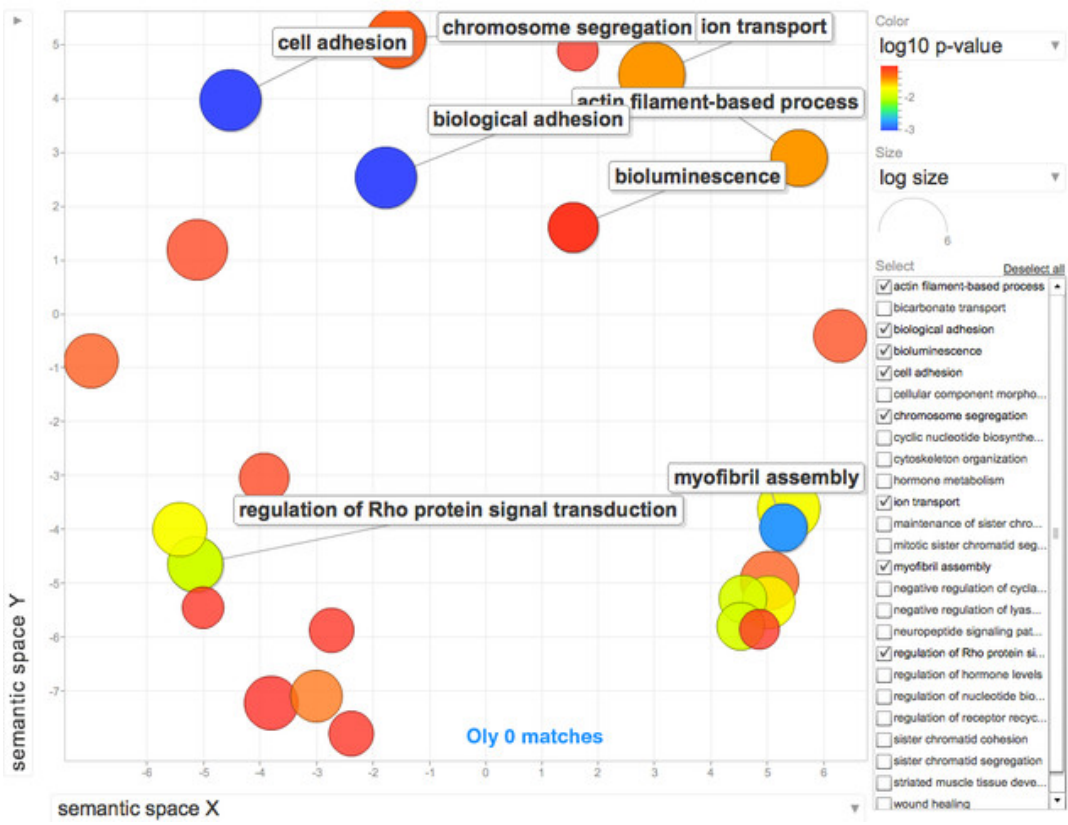 cell adhesion
chromosome segregation
ion transport
actin filament-based process
biological adhesion
bioluminescence
myofibril assembly
regulation of Rho protein signal transduction
Oly 0 matches
5
4
3
2
1
0
-1
-2
-3
-4
-5
-6
-7
semantic space Y
-6
-5
-4
-3
-2
-1
0
1
2
3
4
5
6
semantic space X
Color
log10 p-value
-2
-3
Size
log size
6
Select
Deselect all
actin filament-based process
bicarbonate transport
biological adhesion
bioluminescence
cell adhesion
cellular component morpho...
chromosome segregation
cyclic nucleotide biosynthe...
cytoskeleton organization
hormone metabolism
ion transport
maintenance of sister chro...
mitotic sister chromatid seg...
myofibril assembly
negative regulation of cycla...
negative regulation of lyas...
neuropeptide signaling pat...
regulation of Rho protein si...
regulation of hormone levels
regulation of nucleotide bio...
regulation of receptor recyc...
sister chromatid cohesion
sister chromatid segregation
striated muscle tissue deve...
wound healing